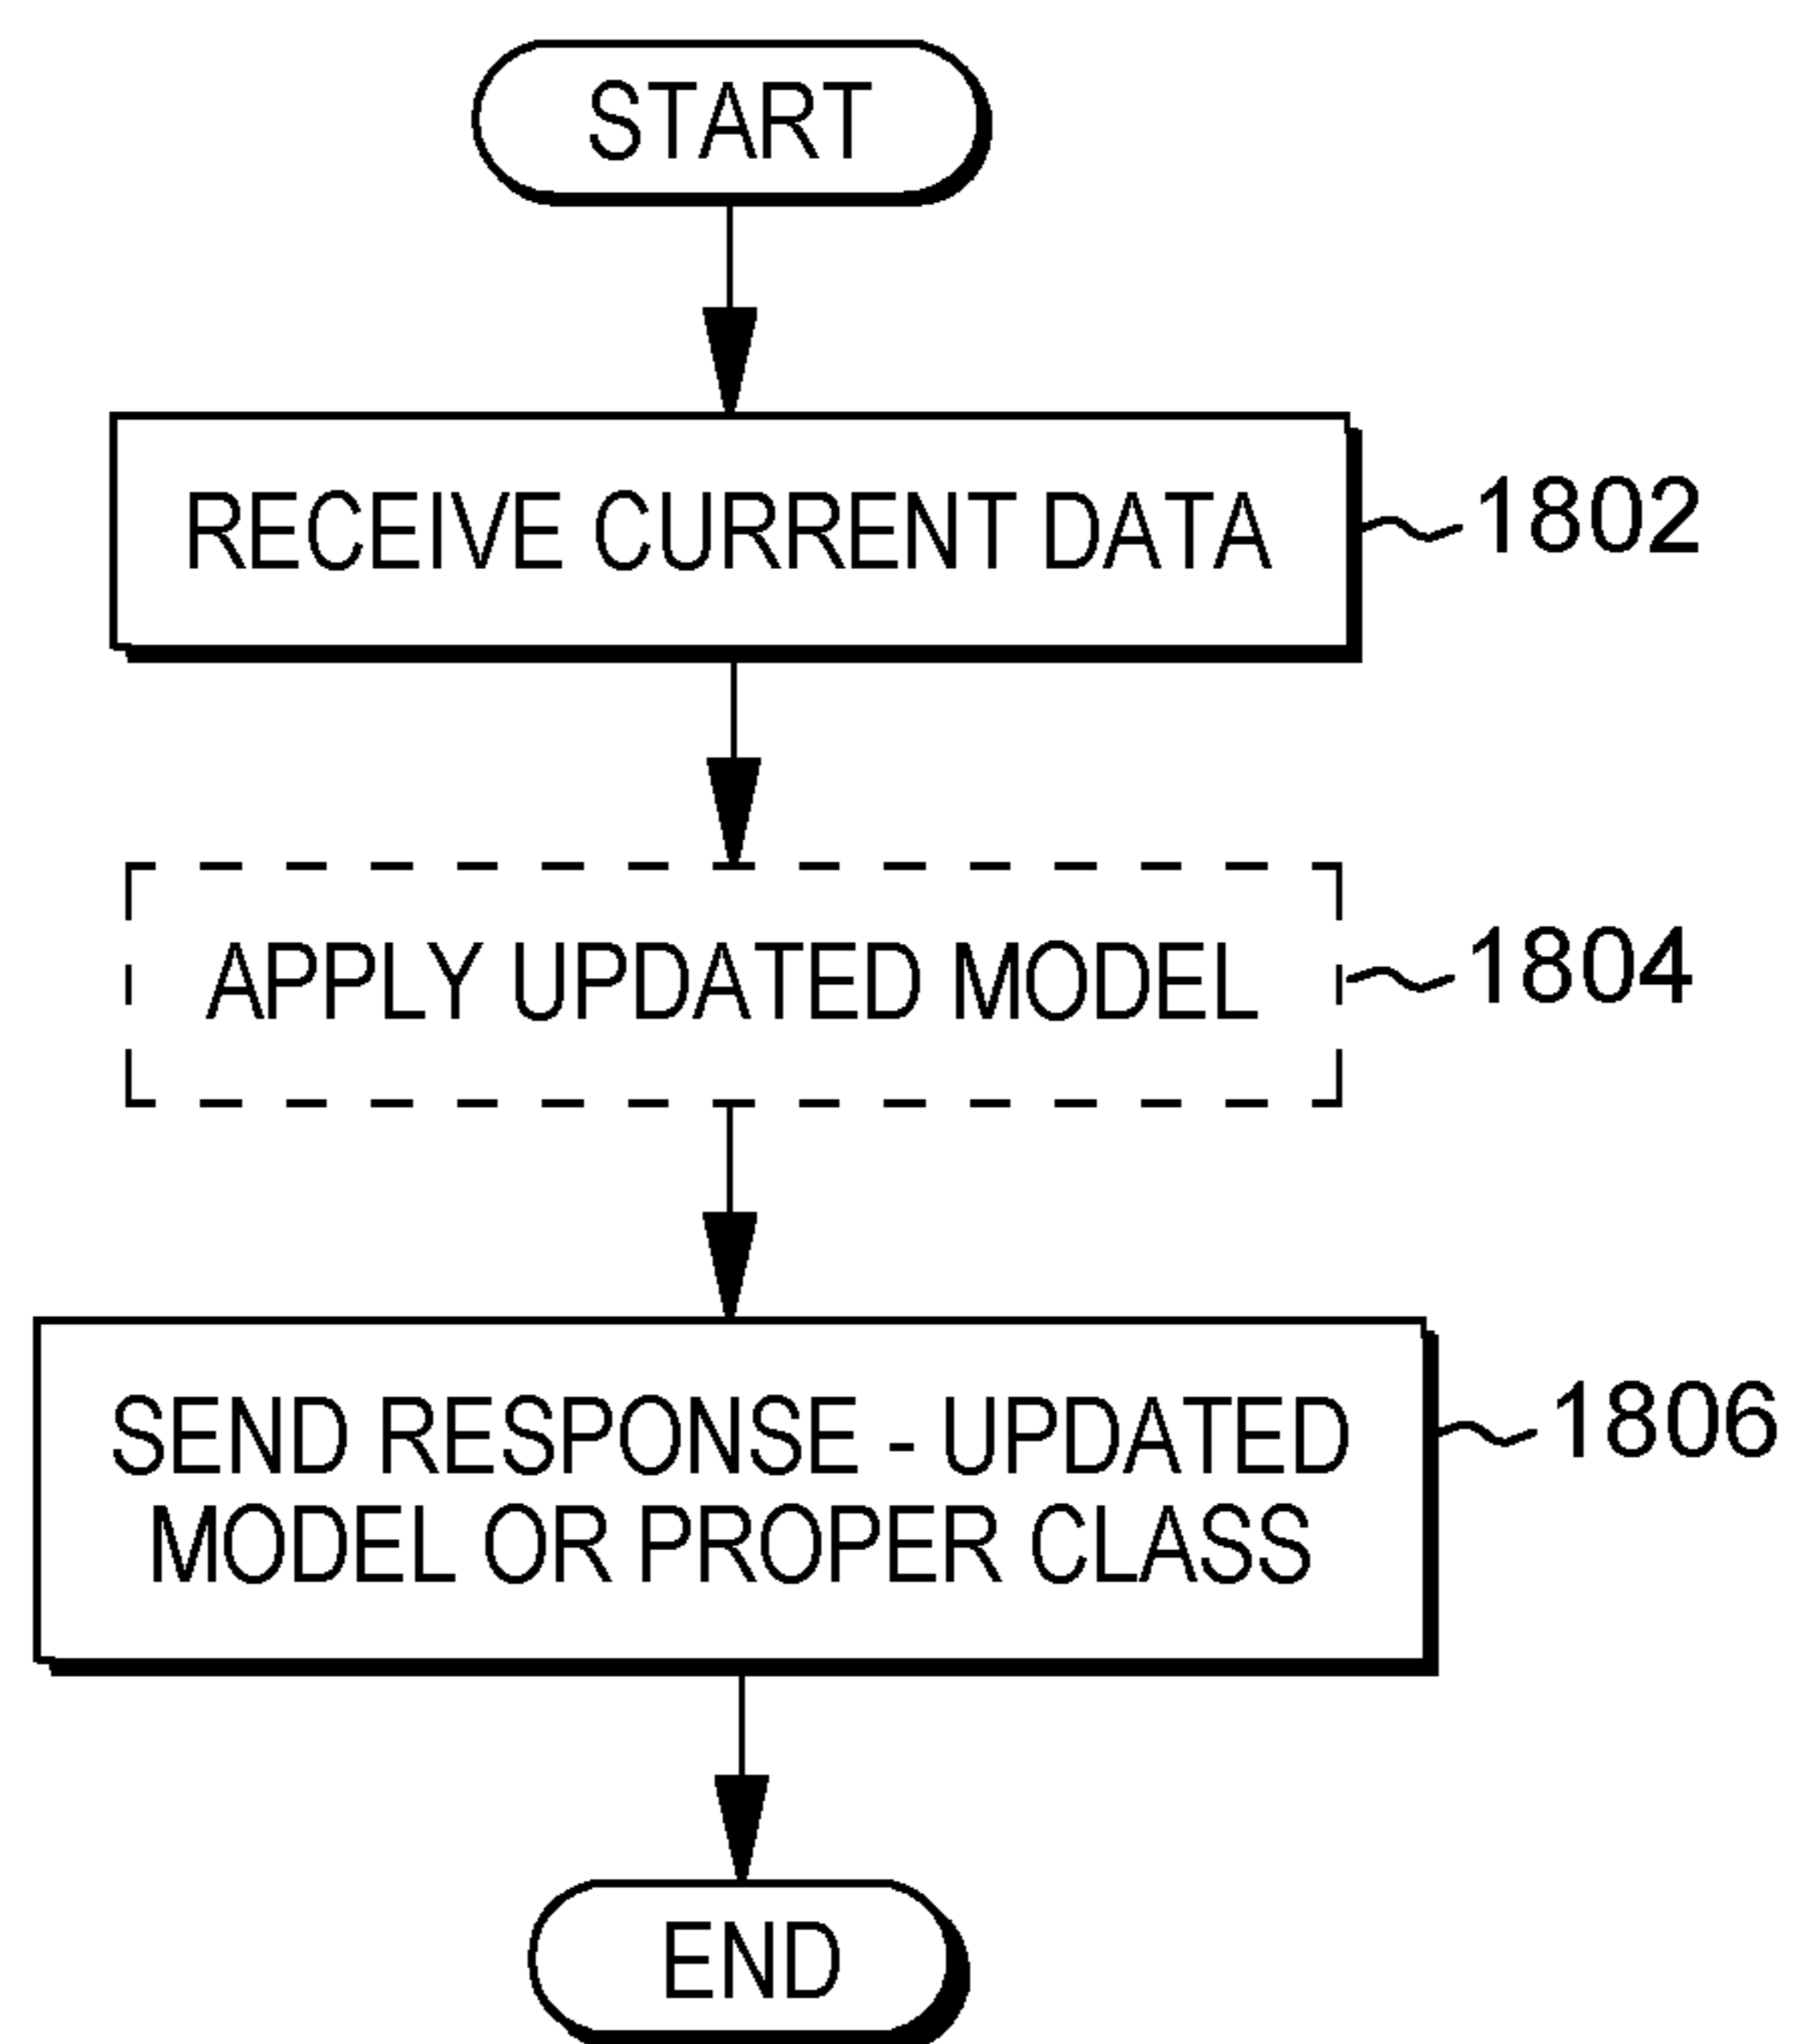 START
RECEIVE CURRENT DATA
1802
APPLY UPDATED MODEL
1804
SEND RESPONSE - UPDATED
MODEL OR PROPER CLASS
1806
END